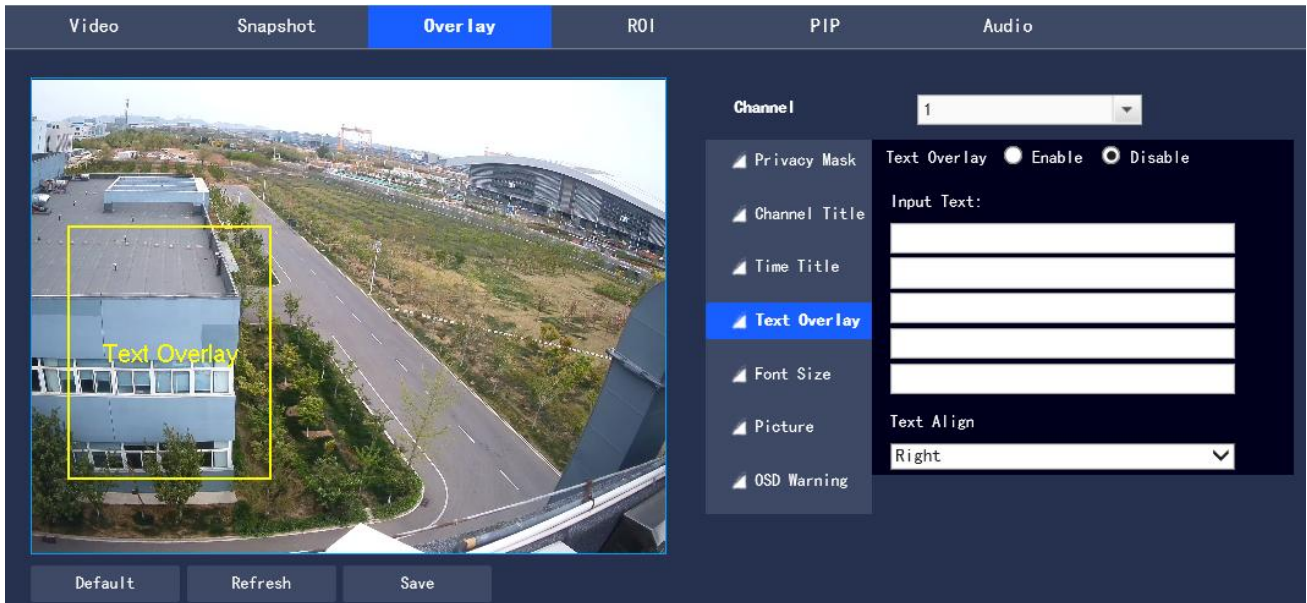 Video Snapshot Overlay ROI PIP Audio
Channel 1
Privacy Mask
Channel Title
Time Title
Text Overlay
Font Size
Picture
OSD Warning
Text Overlay Enable Disable
Input Text:
Text Align
Right
Text Overlay
Default Refresh Save